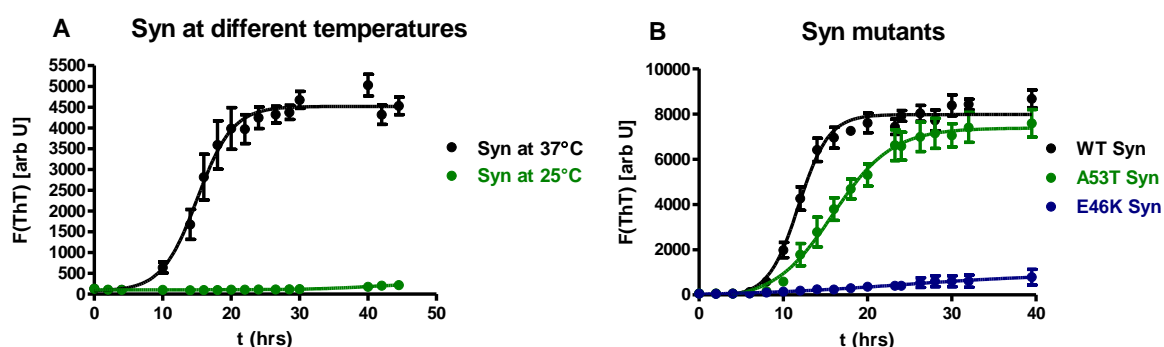 A
Syn at different temperatures
F(ThT) [arb U]
5500
5000
4500
4000
3500
3000
2500
2000
1500
1000
500
0
0 10 20 30 40 50
t (hrs)
Syn at 37°C
Syn at 25°C
B
Syn mutants
F(ThT) [arb U]
10000
8000
6000
4000
2000
0
0 10 20 30 40
t (hrs)
WT Syn
A53T Syn
E46K Syn